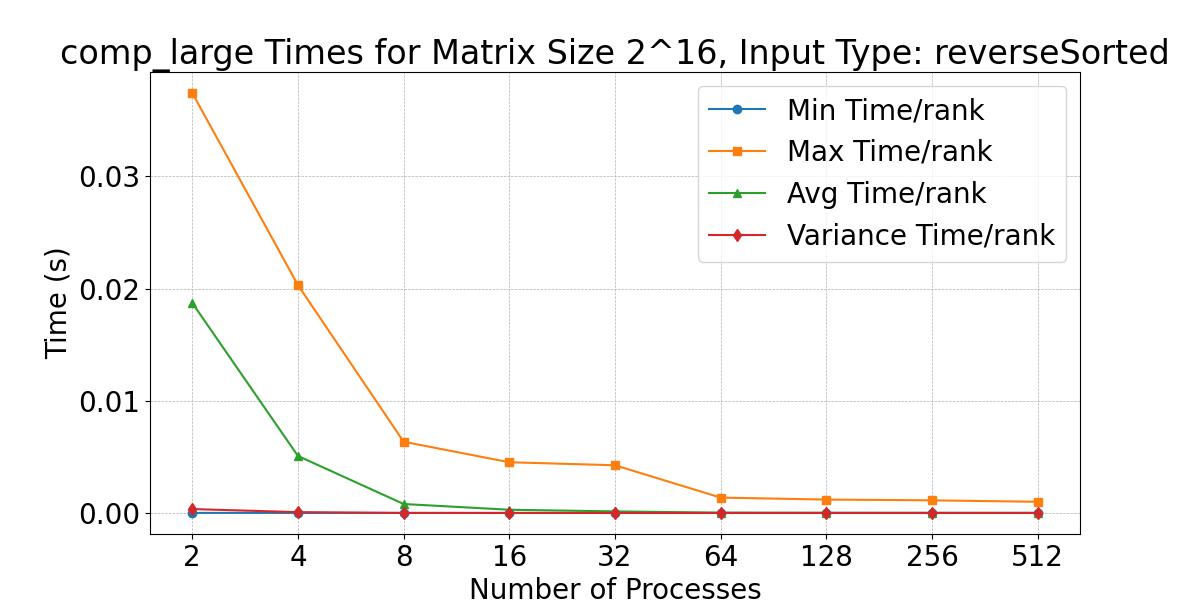 comp_large Times for Matrix Size 2^16, Input Type: reverseSorted
Min Time/rank
Max Time/rank
Avg Time/rank
Variance Time/rank
Time (s)
0.03
0.02
0.01
0.00
2 4 8 16 32 64 128 256 512
Number of Processes